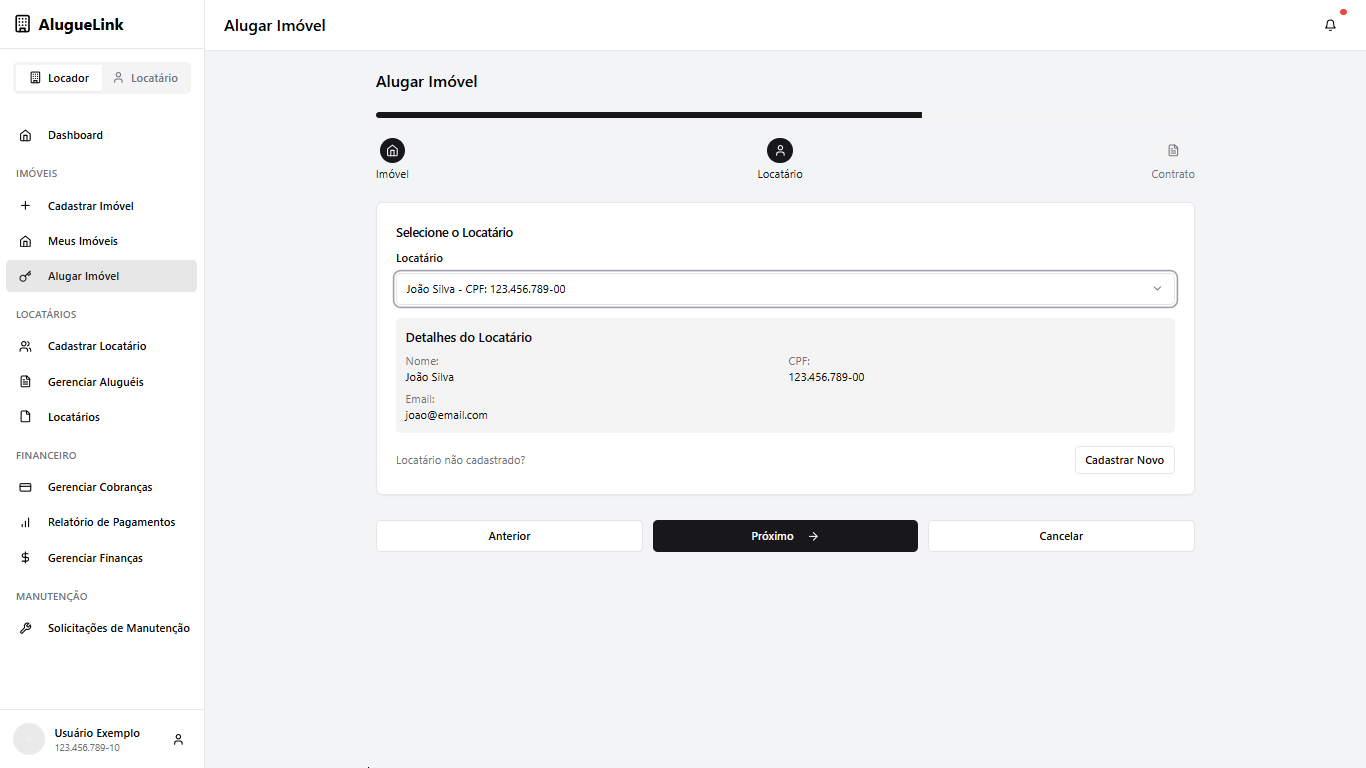 AlugueLink
Locador
Locatário
Dashboard
IMÓVEIS
Cadastrar Imóvel
Meus Imóveis
Alugar Imóvel
LOCATÁRIOS
Cadastrar Locatário
Gerenciar Aluguéis
Locatários
FINANCEIRO
Gerenciar Cobranças
Relatório de Pagamentos
Gerenciar Finanças
MANUTENÇÃO
Solicitações de Manutenção
Usuário Exemplo
123.456.789-10
Alugar Imóvel
Alugar Imóvel
Imóvel
Locatário
Contrato
Selecione o Locatário
Locatário
João Silva - CPF: 123.456.789-00
Detalhes do Locatário
Nome:
João Silva
CPF:
123.456.789-00
Email:
joao@email.com
Locatário não cadastrado?
Cadastrar Novo
Anterior
Próximo
Cancelar